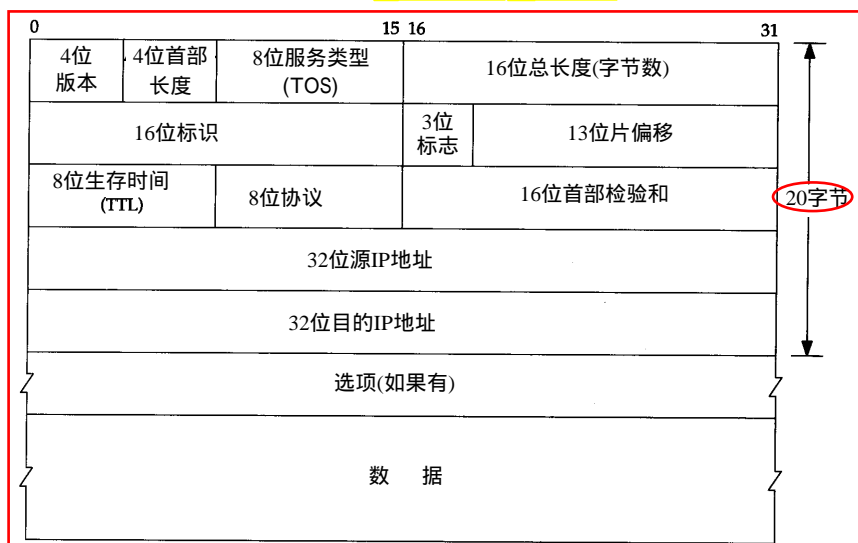 0 15 16 31
4位版本 4位首部长度 8位服务类型(TOS) 16位总长度(字节数)
16位标识 3位标志 13位片偏移
8位生存时间(TTL) 8位协议 16位首部检验和 20字节
32位源IP地址
32位目的IP地址
选项(如果有)
数 据